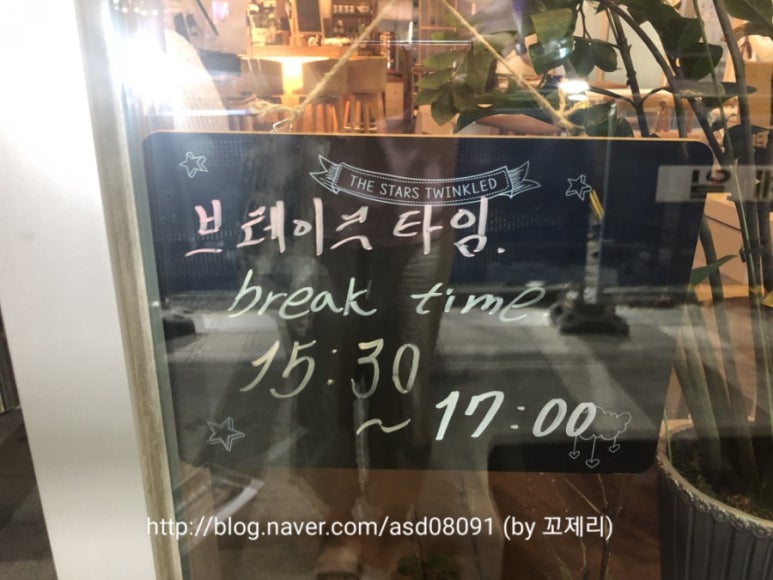 THE STARS TWINKLED
브레이크 타임.
break time
15:30
~ 17:00
http://blog.naver.com/asd08091 (by 꼬제리)